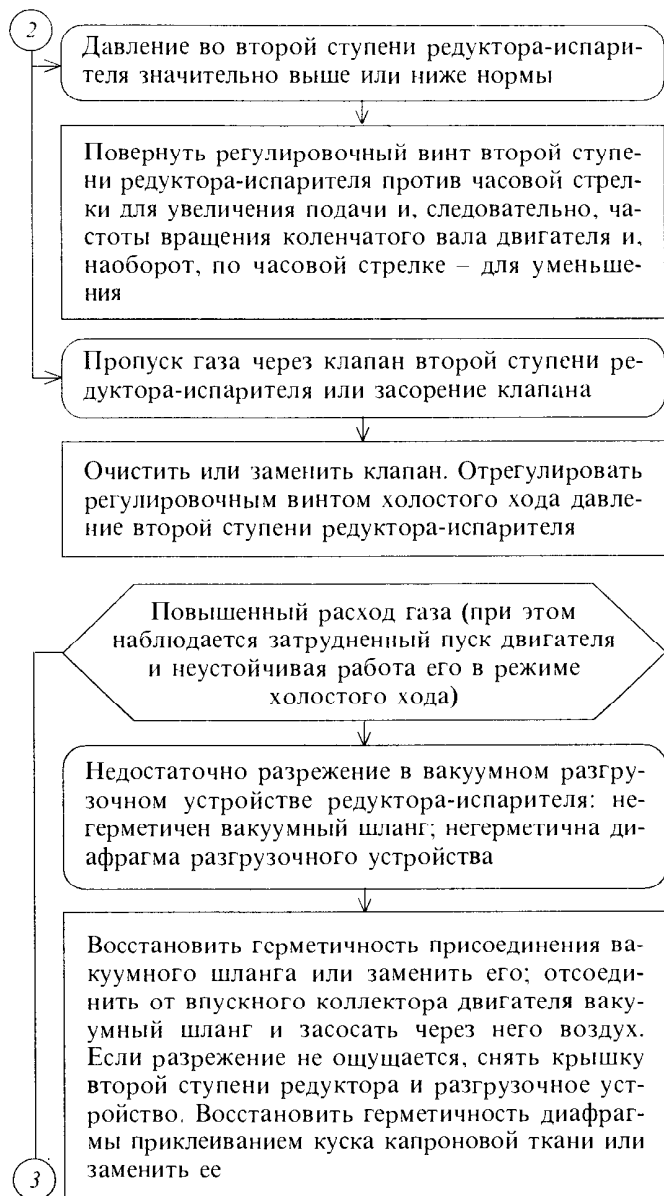 2
Давление во второй ступени редуктора-испари-
теля значительно выше или ниже нормы
Повернуть регулировочный винт второй ступе-
ни редуктора-испарителя против часовой стрел-
ки для увеличения подачи и, следовательно, ча-
стоты вращения коленчатого вала двигателя и,
наоборот, по часовой стрелке – для уменьше-
ния
Пропуск газа через клапан второй ступени ре-
дуктора-испарителя или засорение клапана
Очистить или заменить клапан. Отрегулировать
регулировочным винтом холостого хода давле-
ние второй ступени редуктора-испарителя
Повышенный расход газа (при этом
наблюдается затрудненный пуск двигателя
и неустойчивая работа его в режиме
холостого хода)
Недостаточно разрежение в вакуумном разгру-
зочном устройстве редуктора-испарителя: не-
герметичен вакуумный шланг; негерметична ди-
афрагма разгрузочного устройства
Восстановить герметичность присоединения ва-
куумного шланга или заменить его; отсоеди-
нить от впускного коллектора двигателя ваку-
умный шланг и засосать через него воздух.
Если разрежение не ощущается, снять крышку
второй ступени редуктора и разгрузочное уст-
ройство. Восстановить герметичность диафраг-
мы приклеиванием куска капроновой ткани или
заменить ее
3